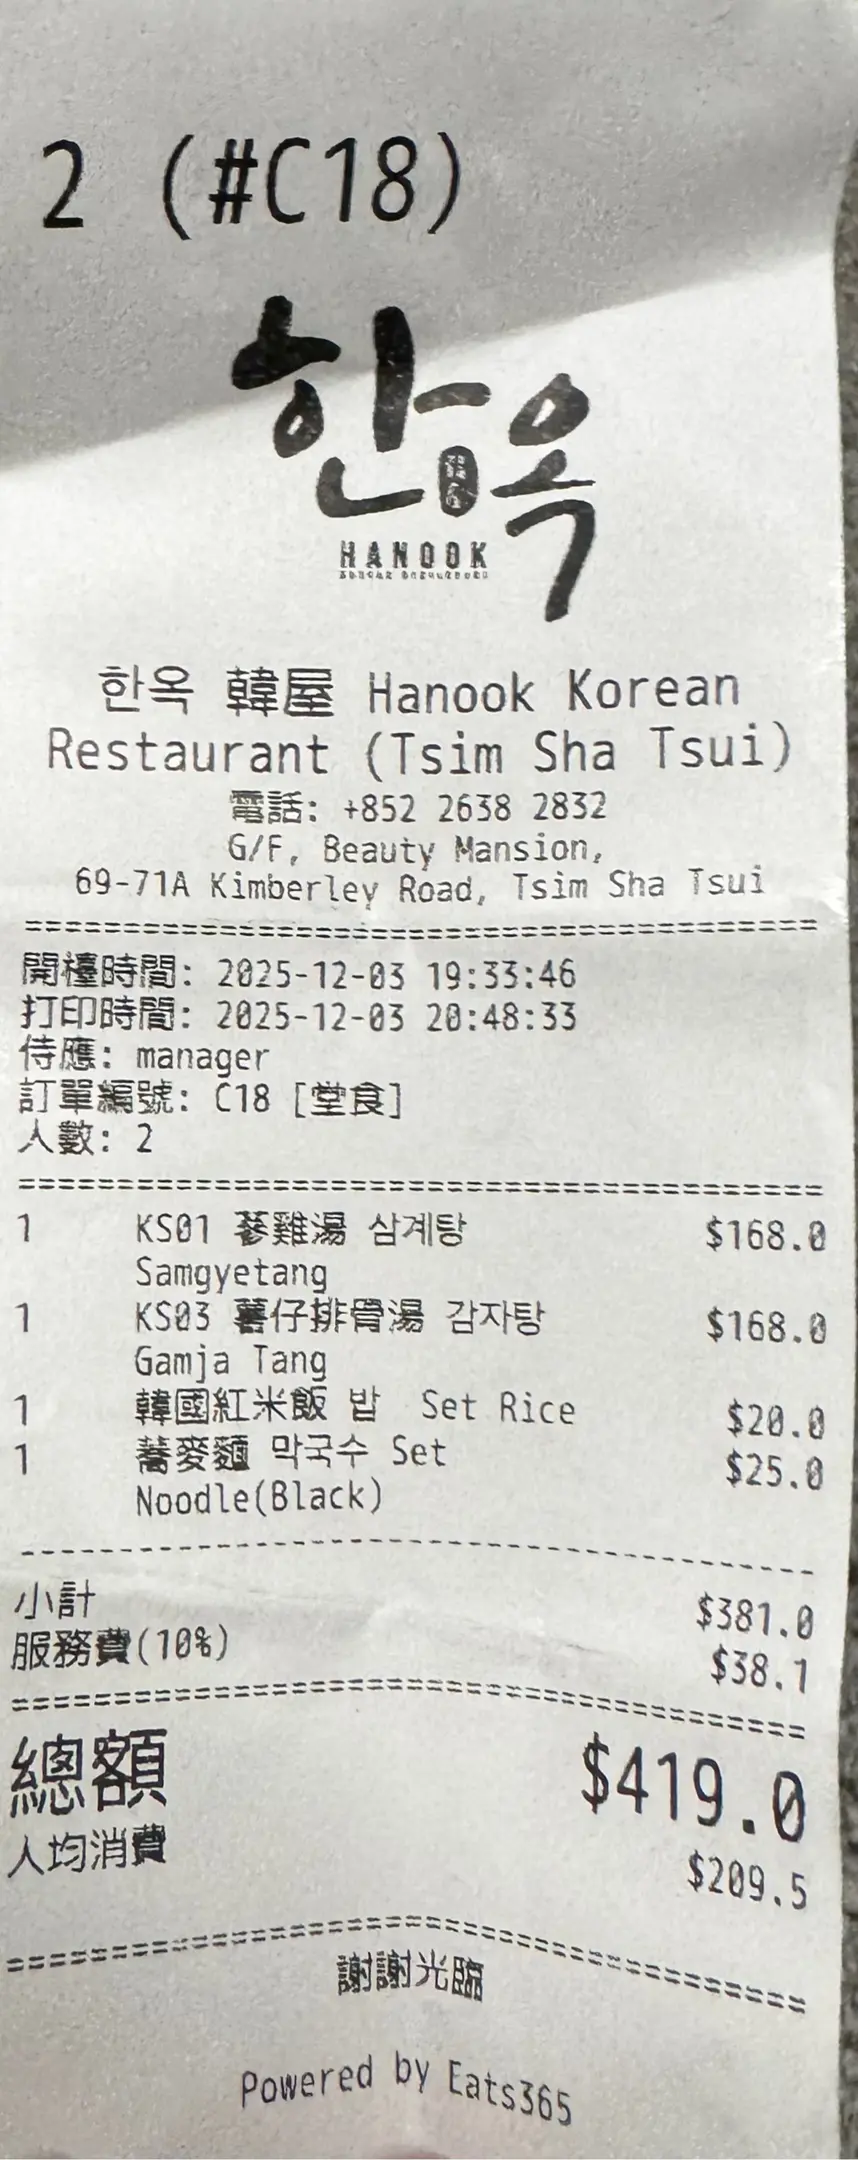 2 (#C18)
한옥
韓屋
HANOOK
한옥 韓屋 Hanook Korean
Restaurant (Tsim Sha Tsui)
電話: +852 2638 2832
G/F, Beauty Mansion,
69-71A Kimberley Road, Tsim Sha Tsui
開檯時間: 2025-12-03 19:33:46
打印時間: 2025-12-03 20:48:33
侍應: manager
訂單編號: C18 [堂食]
人數: 2
1 KS01 蔘雞湯 삼계탕 $168.0
Samgyetang
1 KS03 薯仔排骨湯 감자탕 $168.0
Gamja Tang
1 韓國紅米飯 밥 Set Rice $20.0
1 蕎麥麵 막국수 Set $25.0
Noodle(Black)
小計 $381.0
服務費(10%) $38.1
總額 $419.0
人均消費 $209.5
謝謝光臨
Powered by Eats365